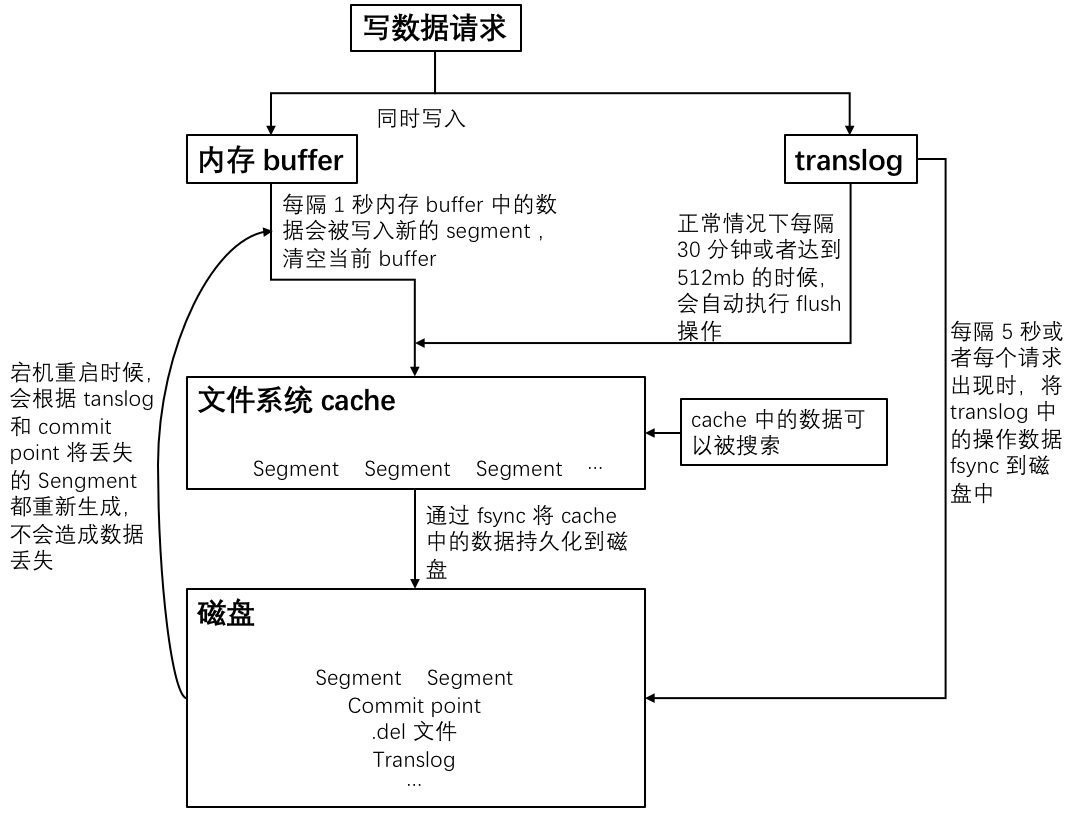 写数据请求
同时写入
内存 buffer
translog
每隔 1 秒内存 buffer 中的数
据会被写入新的 segment ,
清空当前 buffer
正常情况下每隔
30 分钟或者达到
512mb 的时候,
会自动执行 flush
操作
每隔 5 秒或
者每个请求
出现时, 将
translog 中
的操作数据
fsync 到磁
盘中
宕机重启时候,
会根据 tanslog
和 commit
point 将丢失
的 Sengment
都重新生成,
不会造成数据
丢失
文件系统 cache
Segment Segment Segment ...
cache 中的数据可
以被搜索
通过 fsync 将 cache
中的数据持久化到磁
盘
磁盘
Segment Segment
Commit point
.del 文件
Translog
...